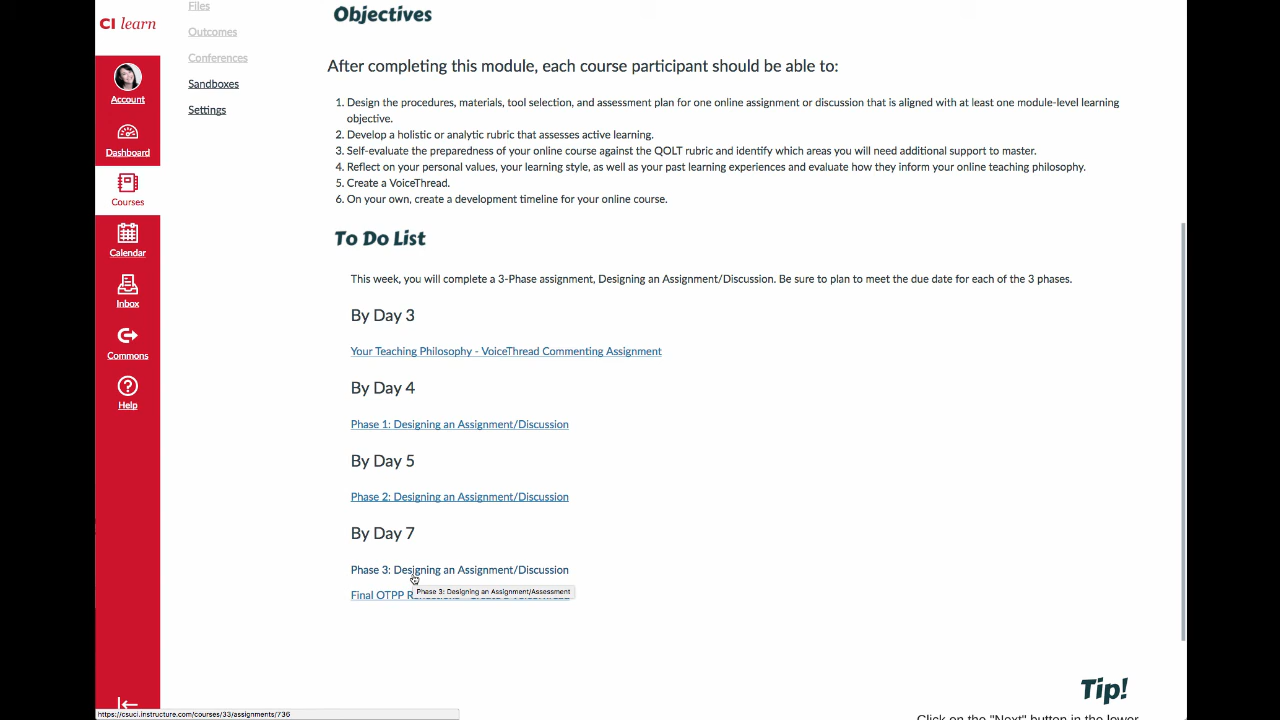 CI learn
Account
Dashboard
Courses
Calendar
Inbox
Commons
Help
Files
Outcomes
Conferences
Sandboxes
Settings
Objectives
After completing this module, each course participant should be able to:
1. Design the procedures, materials, tool selection, and assessment plan for one online assignment or discussion that is aligned with at least one module-level learning
objective.
2. Develop a holistic or analytic rubric that assesses active learning.
3. Self-evaluate the preparedness of your online course against the QOLT rubric and identify which areas you will need additional support to master.
4. Reflect on your personal values, your learning style, as well as your past learning experiences and evaluate how they inform your online teaching philosophy.
5. Create a VoiceThread.
6. On your own, create a development timeline for your online course.
To Do List
This week, you will complete a 3-Phase assignment, Designing an Assignment/Discussion. Be sure to plan to meet the due date for each of the 3 phases.
By Day 3
Your Teaching Philosophy - VoiceThread Commenting Assignment
By Day 4
Phase 1: Designing an Assignment/Discussion
By Day 5
Phase 2: Designing an Assignment/Discussion
By Day 7
Phase 3: Designing an Assignment/Discussion
Phase 3: Designing an Assignment/Assessment
Final OTPP
Tip!
Click on the "Next" button in the lower
https://csuci.instructure.com/courses/33/assignments/736